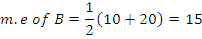 m.e of B = 1/2 (10 + 20) = 15